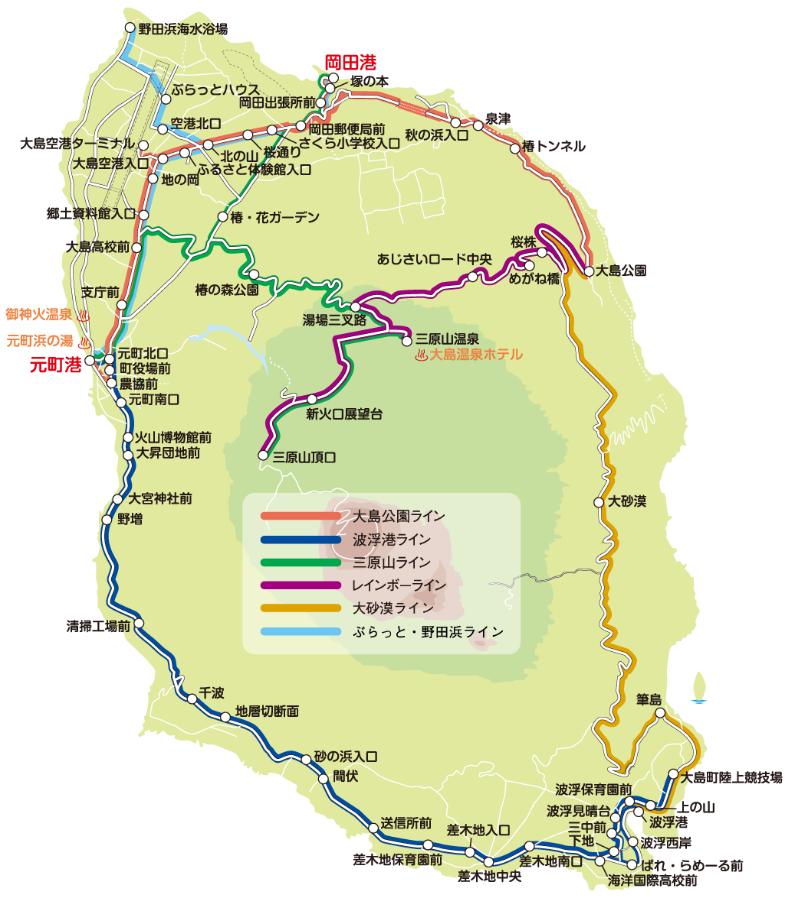 野田浜海水浴場
岡田港
塚の本
ぶらっとハウス
岡田出張所前
空港北口
岡田郵便局前
泉津
秋の浜入口
大島空港ターミナル
さくら小学校入口
椿トンネル
桜通り
北の山
大島空港入口
ふるさと体験館入口
地の岡
郷土資料館入口
椿・花ガーデン
大島高校前
桜株
あじさいロード中央
大島公園
めがね橋
支庁前
椿の森公園
御神火温泉
湯場三叉路
元町浜の湯
三原山温泉
大島温泉ホテル
元町北口
元町港
町役場前
農協前
元町南口
新火口展望台
火山博物館前
大昇団地前
三原山頂口
大宮神社前
大砂漠
野増
大島公園ライン
波浮港ライン
三原山ライン
レインボーライン
大砂漠ライン
ぶらっと・野田浜ライン
清掃工場前
千波
筆島
地層切断面
砂の浜入口
間伏
大島町陸上競技場
波浮保育園前
上の山
波浮見晴台
波浮港
送信所前
三中前
差木地入口
下地
波浮西岸
差木地保育園前
差木地南口
ぱれ・らめーる前
差木地中央
海洋国際高校前